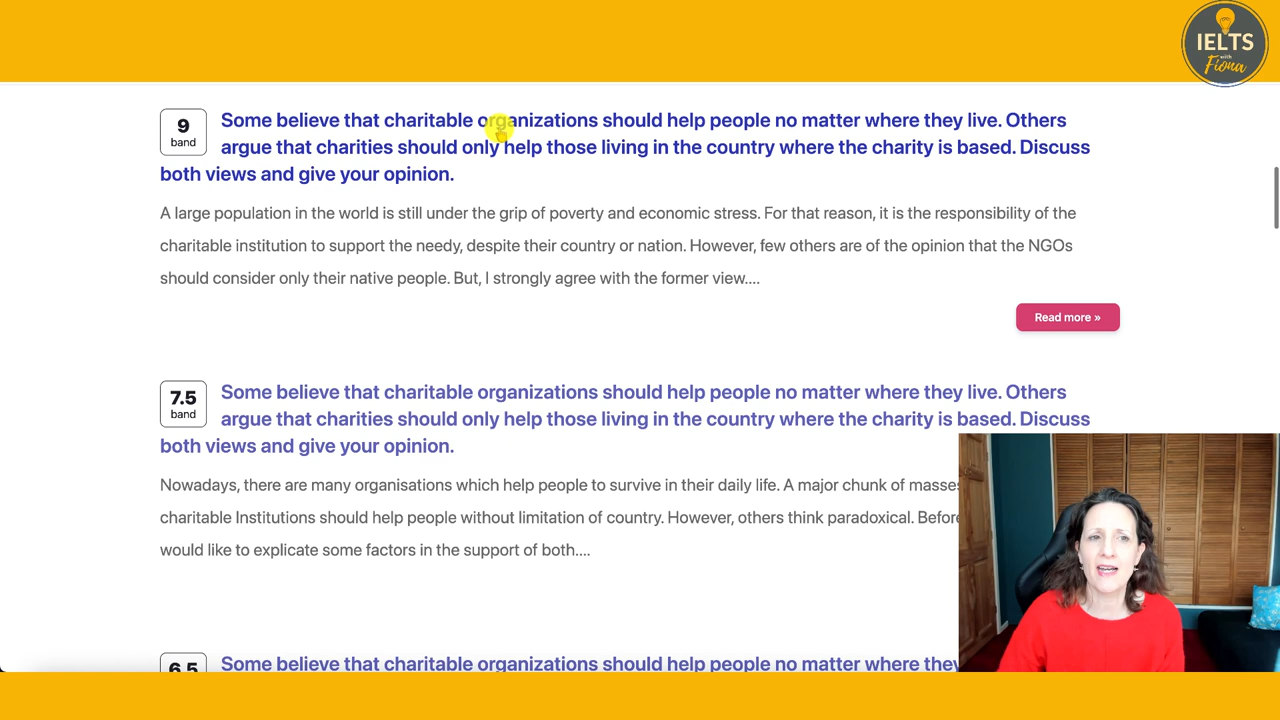 IELTS
with
Fiona
9
band
Some believe that charitable organizations should help people no matter where they live. Others
argue that charities should only help those living in the country where the charity is based. Discuss
both views and give your opinion.
A large population in the world is still under the grip of poverty and economic stress. For that reason, it is the responsibility of the
charitable institution to support the needy, despite their country or nation. However, few others are of the opinion that the NGOs
should consider only their native people. But, I strongly agree with the former view....
Read more »
7.5
band
Some believe that charitable organizations should help people no matter where they live. Others
argue that charities should only help those living in the country where the charity is based. Discuss
both views and give your opinion.
Nowadays, there are many organisations which help people to survive in their daily life. A major chunk of masses
charitable Institutions should help people without limitation of country. However, others think paradoxical. Before
would like to explicate some factors in the support of both....
6.5
Some believe that charitable organizations should help people no matter where they